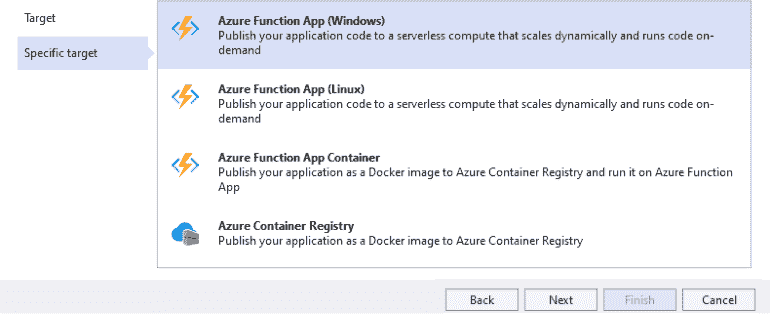 Target
Specific target
Azure Function App (Windows)
Publish your application code to a serverless compute that scales dynamically and runs code on-
demand
Azure Function App (Linux)
Publish your application code to a serverless compute that scales dynamically and runs code on-
demand
Azure Function App Container
Publish your application as a Docker image to Azure Container Registry and run it on Azure Function
App
Azure Container Registry
Publish your application as a Docker image to Azure Container Registry
Back
Next
Finish
Cancel